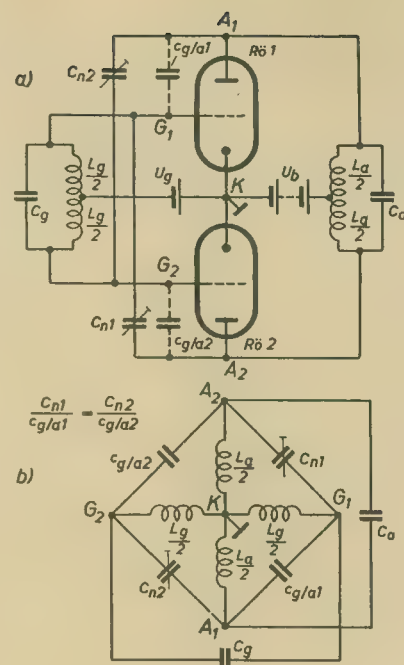 A1
Rö 1
cg/a1
Cn2
a)
G1
Lg/2
Cg
Lg/2
Ug
K
Ub
La/2
La/2
Ca
G2
Cn1
cg/a2
Rö 2
A2
Cn1/cg/a1 = Cn2/cg/a2
A2
b)
cg/a2
La/2
Cn1
G2
K
G1
Lg/2
Lg/2
Ca
Cn2
La/2
cg/a1
A1
Cg